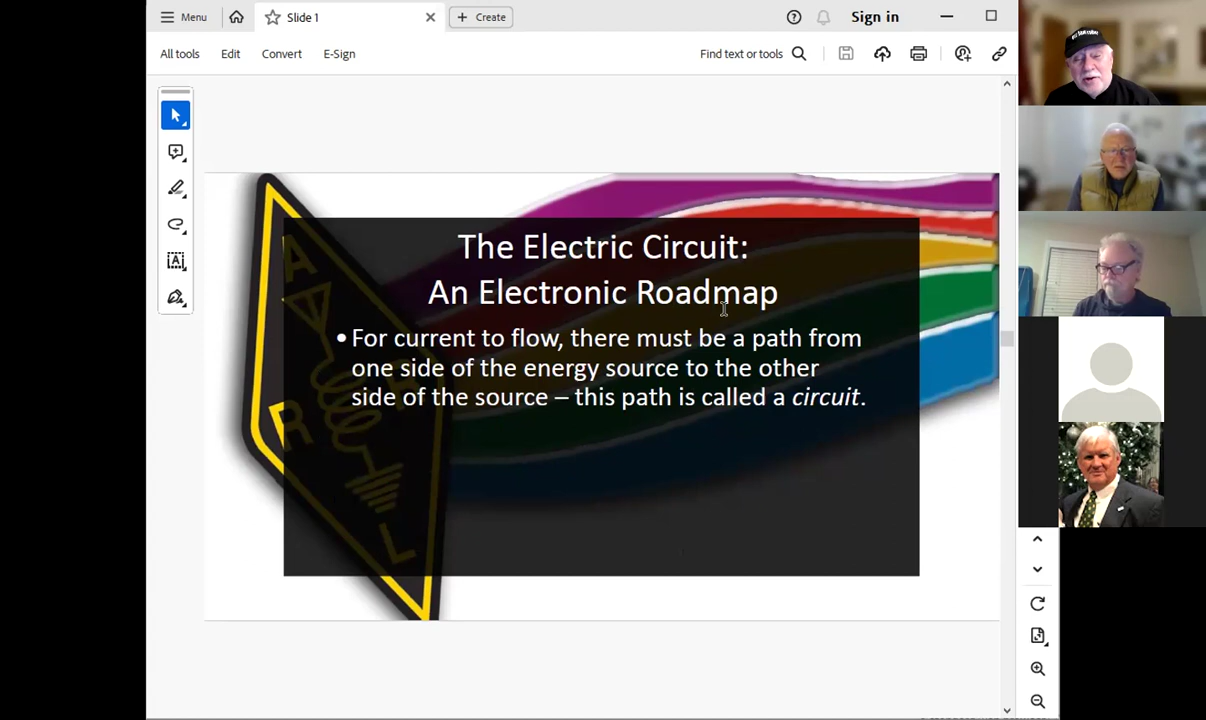 Menu
Slide 1
Create
Sign in
All tools
Edit
Convert
E-Sign
Find text or tools
The Electric Circuit:
An Electronic Roadmap
• For current to flow, there must be a path from
one side of the energy source to the other
side of the source – this path is called a circuit.
A
R
R
L